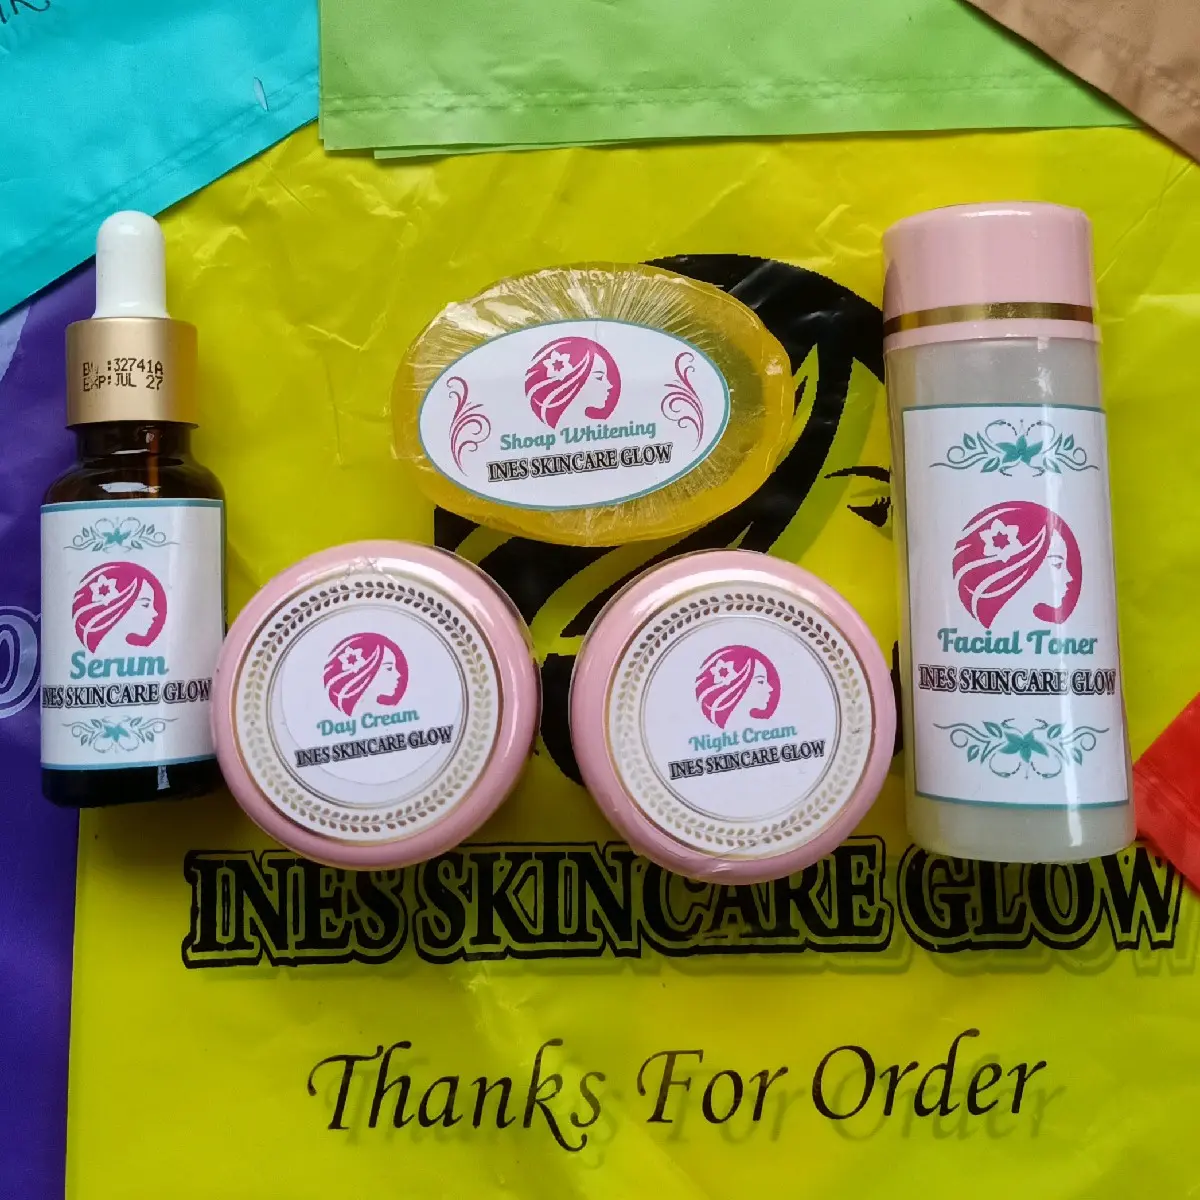 BN :32741A
EXP:JUL 27
Serum
INES SKINCARE GLOW
Shoap Whitening
INES SKINCARE GLOW
Day Cream
INES SKINCARE GLOW
Night Cream
INES SKINCARE GLOW
Facial Toner
INES SKINCARE GLOW
INES SKINCARE GLOW
Thanks For Order